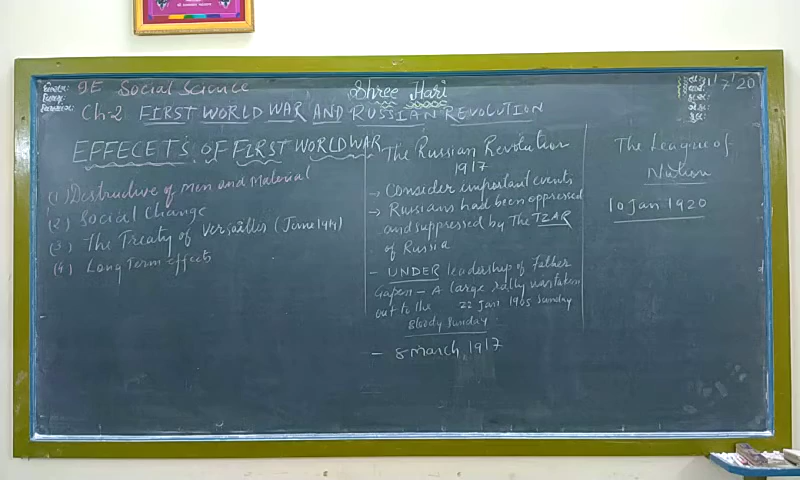 9E Social Science
Shree Hari
Ch-2 FIRST WORLD WAR AND RUSSIAN REVOLUTION
EFFECETS OF FIRST WORLD WAR
(1) Destructive of Men and Material
(2) Social Change
(3) The Treaty of Versailles (June 1919)
(4) Long Term effects
The Russian Revolution
1917
→ Consider important events
→ Russians had been oppressed
and suppressed by The TZAR
of Russia
- UNDER leadership of Father
Gapen - A large rally was taken
out to the 22 Jan 1905 Sunday
Bloody Sunday
- 8 March 1917
The League of
Nation
10 Jan 1920